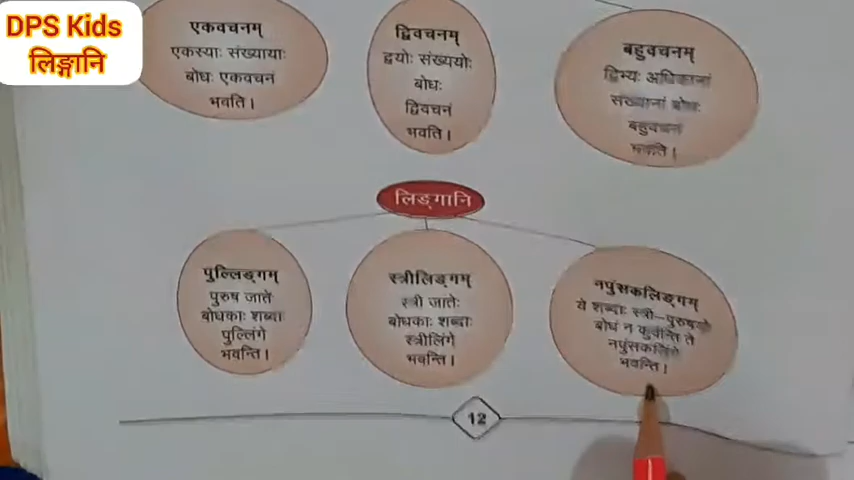 DPS Kids
लिङ्गानि
एकवचनम्
एकस्याः संख्यायाः
बोधः एकवचनं
भवति।
द्विवचनम्
द्वयोः संख्ययोः
बोधः
द्विवचनं
भवति।
बहुवचनम्
द्विभ्यः अधिकानां
संख्यानां बोधः
बहुवचनं
भवति।
लिङ्गानि
पुल्लिङ्गम्
पुरुष जातेः
बोधकाः शब्दाः
पुल्लिंगे
भवन्ति।
स्त्रीलिङ्गम्
स्त्री जातेः
बोधकाः शब्दाः
स्त्रीलिंगे
भवन्ति।
नपुंसकलिङ्गम्
ये शब्दाः स्त्री–पुरुषयोः
बोधं न कुर्वन्ति ते
नपुंसकलिंगे
भवन्ति।
12